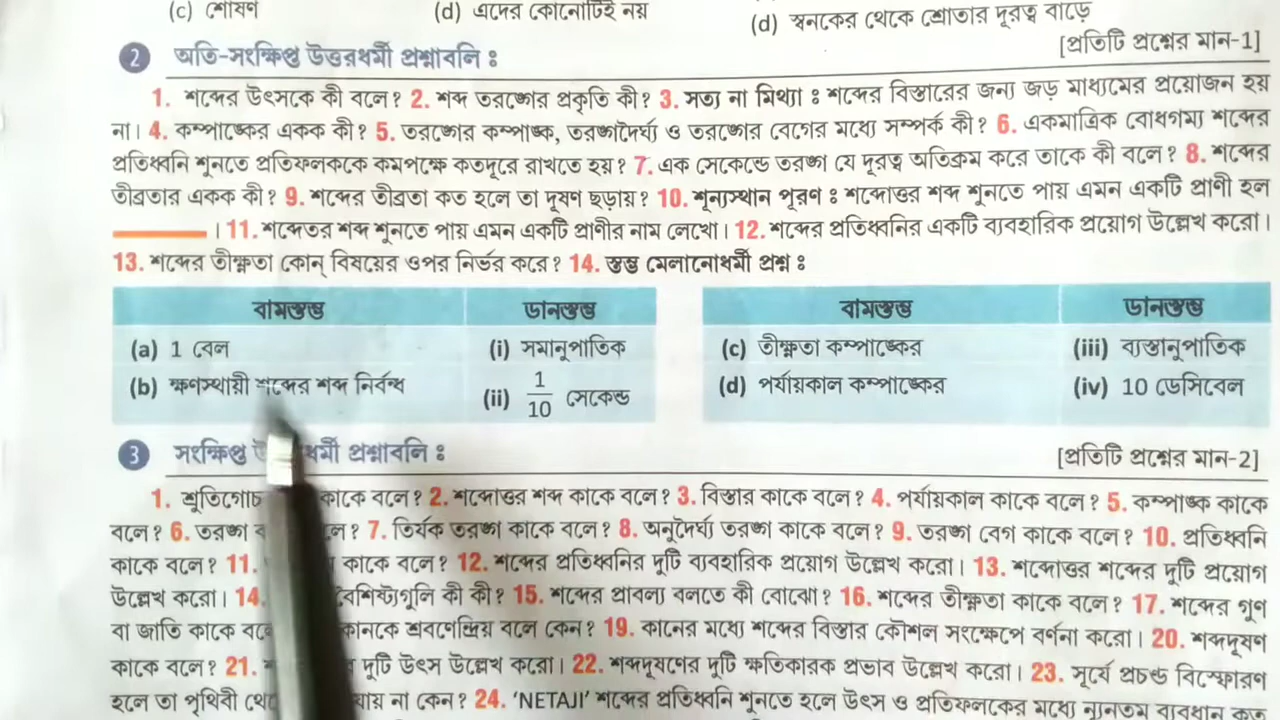 (c) শোষণ (d) এদের কোনোটিই নয় (d) স্বনকের থেকে শ্রোতার দূরত্ব বাড়ে
2 অতি-সংক্ষিপ্ত উত্তরধর্মী প্রশ্নাবলি : [প্রতিটি প্রশ্নের মান-1]
1. শব্দের উৎসকে কী বলে? 2. শব্দ তরঙ্গের প্রকৃতি কী? 3. সত্য না মিথ্যা : শব্দের বিস্তারের জন্য জড় মাধ্যমের প্রয়োজন হয়
না। 4. কম্পাঙ্কের একক কী? 5. তরঙ্গের কম্পাঙ্ক, তরঙ্গদৈর্ঘ্য ও তরঙ্গের বেগের মধ্যে সম্পর্ক কী? 6. একমাত্রিক বোধগম্য শব্দের
প্রতিধ্বনি শুনতে প্রতিফলককে কমপক্ষে কতদূরে রাখতে হয়? 7. এক সেকেন্ডে তরঙ্গ যে দূরত্ব অতিক্রম করে তাকে কী বলে? 8. শব্দের
তীব্রতার একক কী? 9. শব্দের তীব্রতা কত হলে তা দূষণ ছড়ায়? 10. শূন্যস্থান পূরণ : শব্দোত্তর শব্দ শুনতে পায় এমন একটি প্রাণী হল
। 11. শব্দেতর শব্দ শুনতে পায় এমন একটি প্রাণীর নাম লেখো। 12. শব্দের প্রতিধ্বনির একটি ব্যবহারিক প্রয়োগ উল্লেখ করো।
13. শব্দের তীক্ষ্ণতা কোন্ বিষয়ের ওপর নির্ভর করে? 14. স্তম্ভ মেলানোধর্মী প্রশ্ন :
বামস্তম্ভ ডানস্তম্ভ বামস্তম্ভ ডানস্তম্ভ
(a) 1 বেল (i) সমানুপাতিক (c) তীক্ষ্ণতা কম্পাঙ্কের (iii) ব্যস্তানুপাতিক
(b) ক্ষণস্থায়ী শব্দের শব্দ নির্বন্ধ (ii) 1/10 সেকেন্ড (d) পর্যায়কাল কম্পাঙ্কের (iv) 10 ডেসিবেল
3 সংক্ষিপ্ত প্রশ্নাবলি : [প্রতিটি প্রশ্নের মান-2]
1. কাকে বলে? 2. শব্দোত্তর শব্দ কাকে বলে? 3. বিস্তার কাকে বলে? 4. পর্যায়কাল কাকে বলে? 5. কম্পাঙ্ক কাকে
বলে? 6. তরঙ্গ 7. তির্যক তরঙ্গ কাকে বলে? 8. অনুদৈর্ঘ্য তরঙ্গ কাকে বলে? 9. তরঙ্গ বেগ কাকে বলে? 10. প্রতিধ্বনি
কাকে বলে? 11. কাকে বলে? 12. শব্দের প্রতিধ্বনির দুটি ব্যবহারিক প্রয়োগ উল্লেখ করো। 13. শব্দোত্তর শব্দের দুটি প্রয়োগ
উল্লেখ করো। 14. বৈশিষ্ট্যগুলি কী কী? 15. শব্দের প্রাবল্য বলতে কী বোঝো? 16. শব্দের তীক্ষ্ণতা কাকে বলে? 17. শব্দের গুণ
বা জাতি কাকে কানকে শ্রবণেন্দ্রিয় বলে কেন? 19. কানের মধ্যে শব্দের বিস্তার কৌশল সংক্ষেপে বর্ণনা করো। 20. শব্দদূষণ
কাকে বলে? 21. দুটি উৎস উল্লেখ করো। 22. শব্দদূষণের দুটি ক্ষতিকারক প্রভাব উল্লেখ করো। 23. সূর্যে প্রচন্ড বিস্ফোরণ
হলে তা পৃথিবী যায় না কেন? 24. 'NETAJI' শব্দের প্রতিধ্বনি শুনতে হলে উৎস ও প্রতিফলকের মধ্যে ন্যূনতম ব্যবধান কত